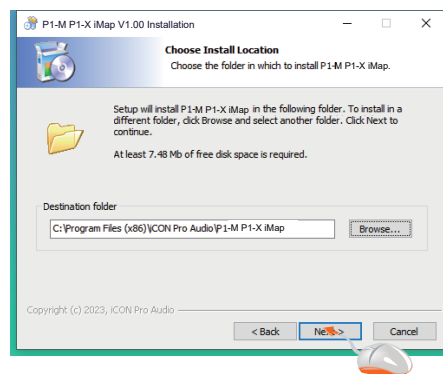 P1-M P1-X iMap V1.00 Installation
Choose Install Location
Choose the folder in which to install P1-M P1-X iMap.
Setup will install P1-M P1-X iMap in the following folder. To install in a
different folder, click Browse and select another folder. Click Next to
continue.
At least 7.48 Mb of free disk space is required.
Destination folder
C:\Program Files (x86)\iCON Pro Audio\P1-M P1-X iMap
Browse...
Copyright (c) 2023, iCON Pro Audio
< Back
Next >
Cancel